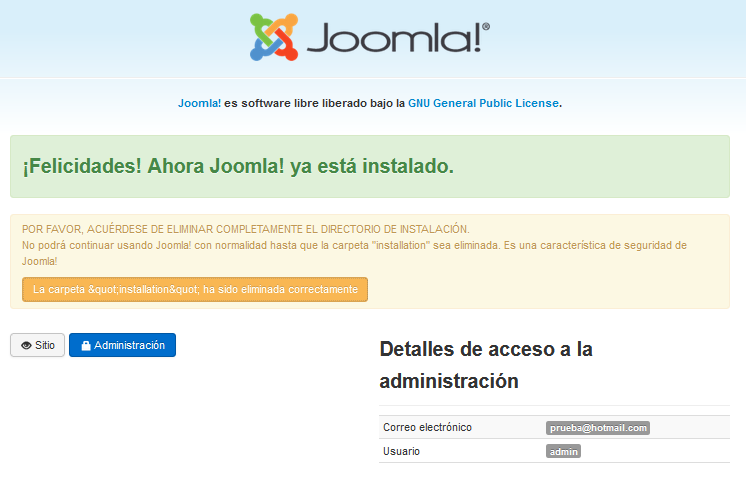 Joomla!®
Joomla! es software libre liberado bajo la GNU General Public License.
¡Felicidades! Ahora Joomla! ya está instalado.
POR FAVOR, ACUÉRDESE DE ELIMINAR COMPLETAMENTE EL DIRECTORIO DE INSTALACIÓN.
No podrá continuar usando Joomla! con normalidad hasta que la carpeta "installation" sea eliminada. Es una característica de seguridad de
Joomla!
La carpeta &quot;installation&quot; ha sido eliminada correctamente
Sitio
Administración
Detalles de acceso a la
administración
Correo electrónico prueba@hotmail.com
Usuario admin